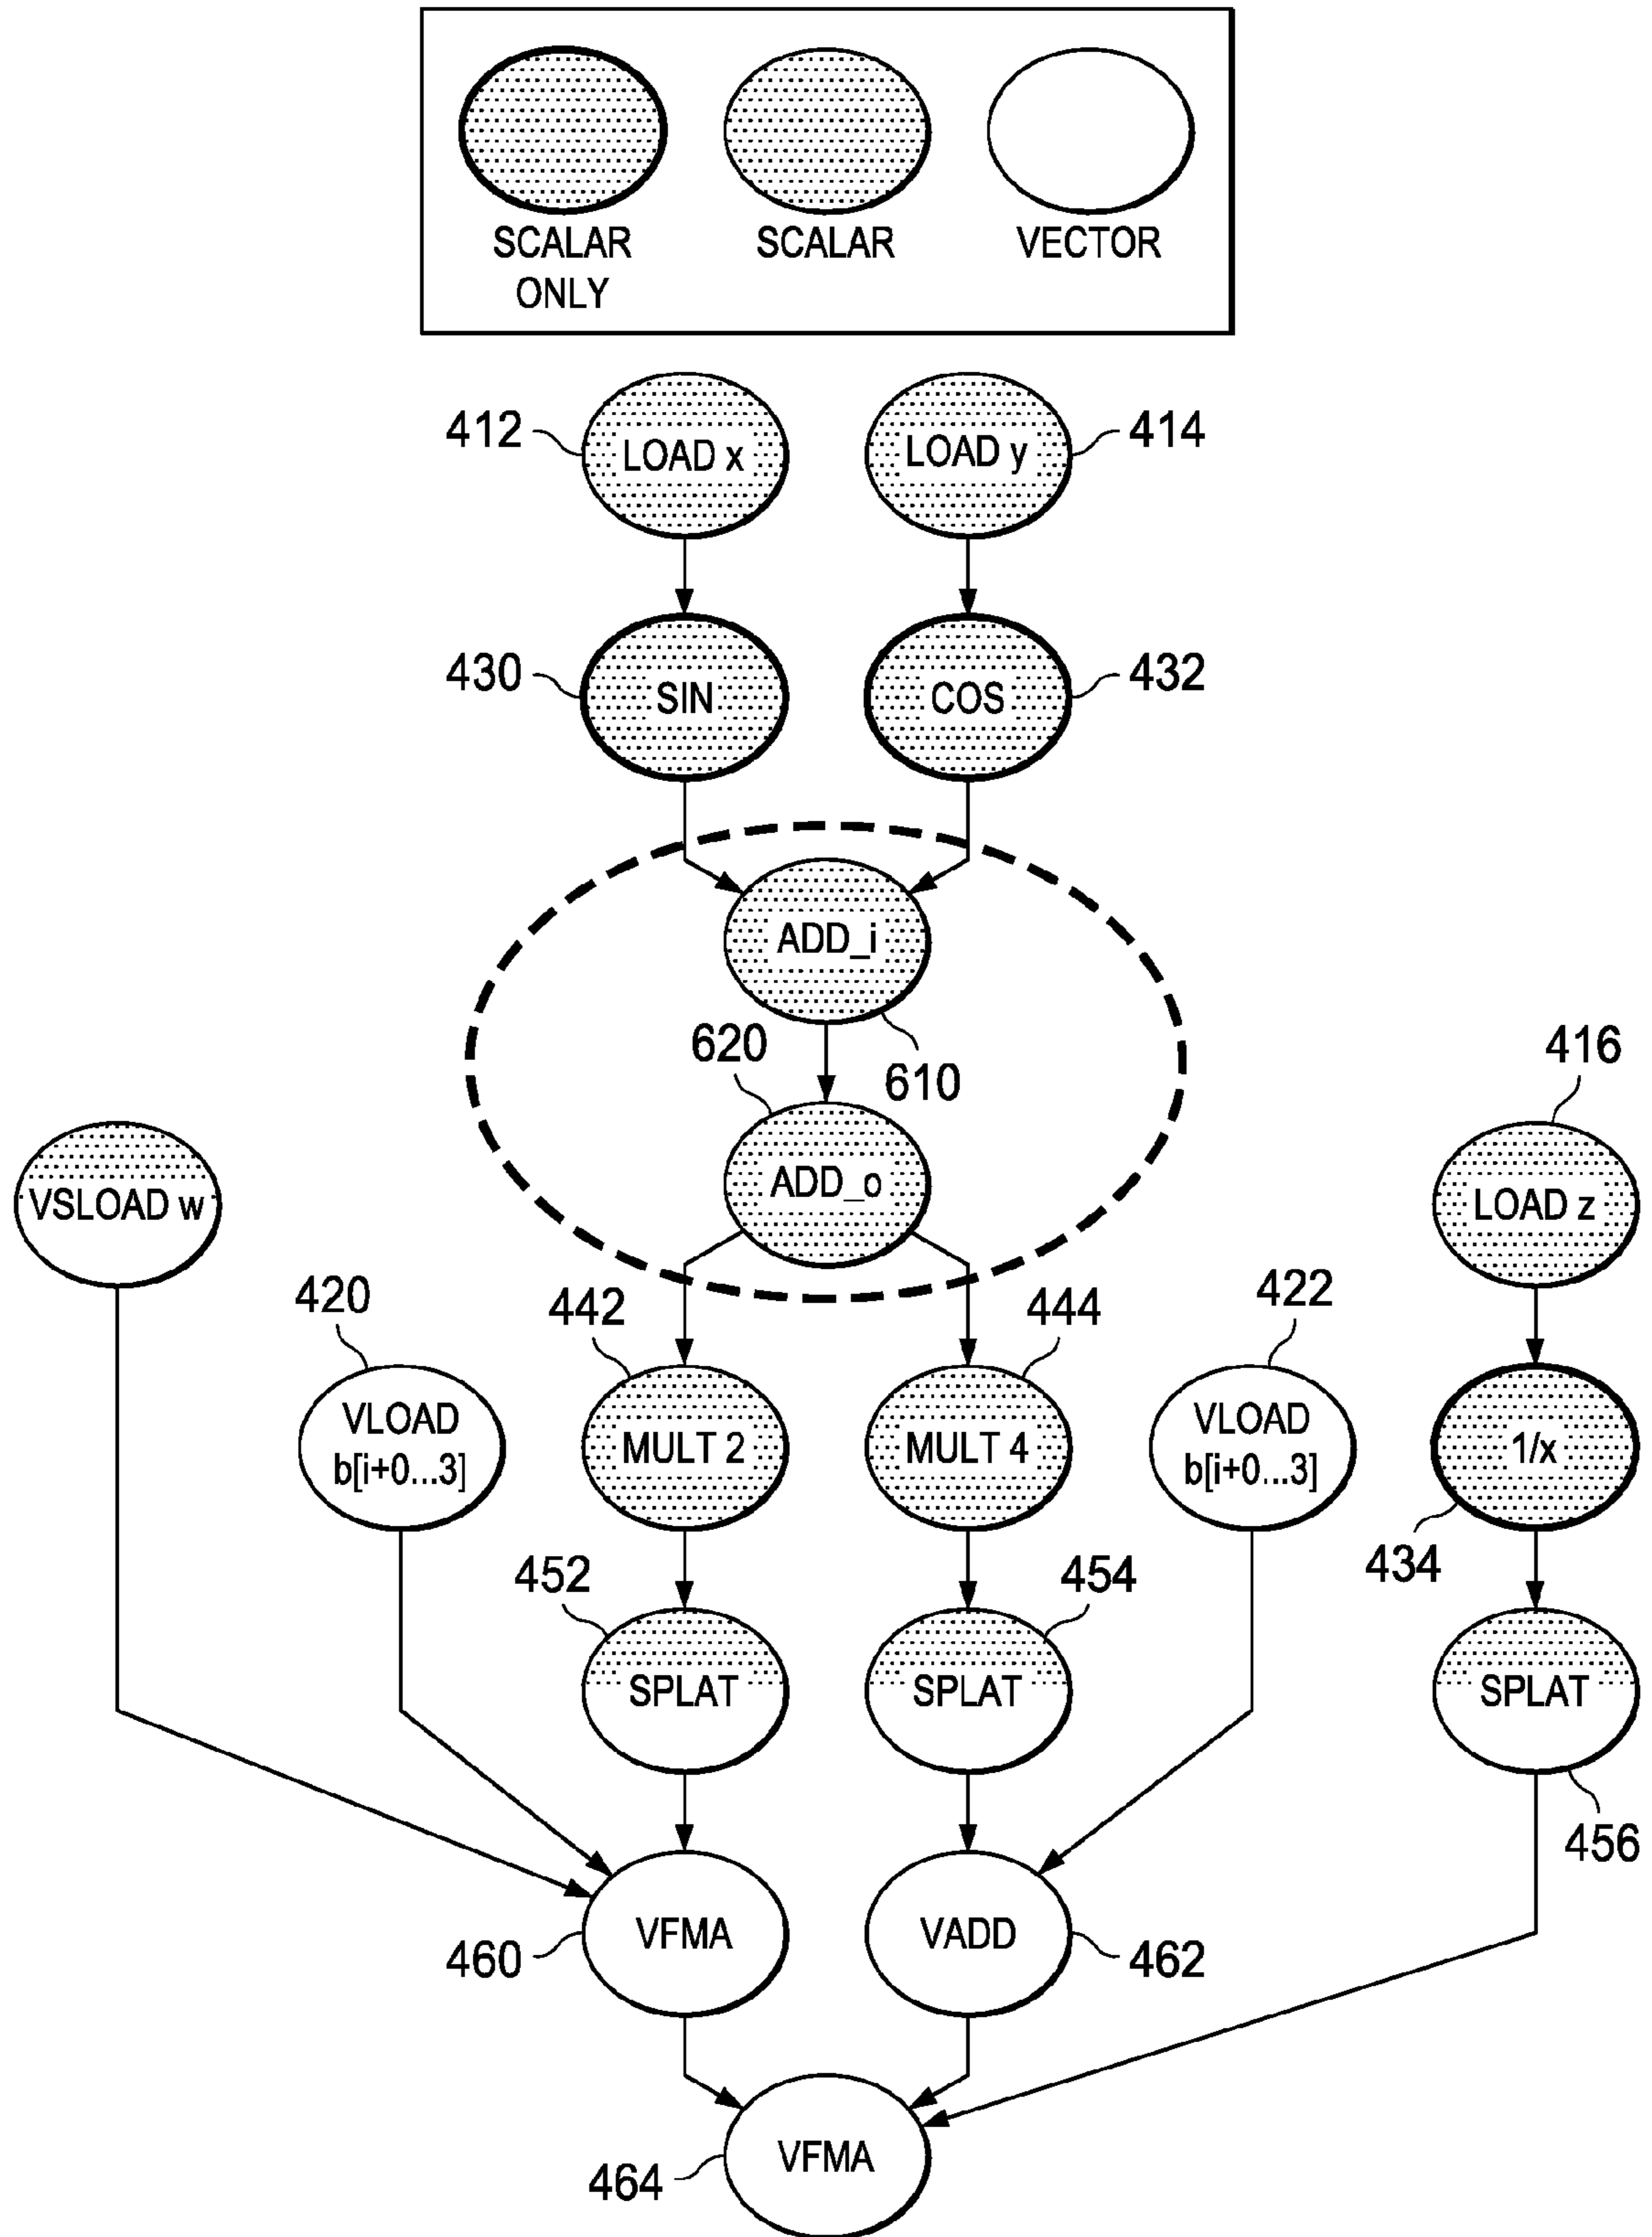 SCALAR ONLY
SCALAR
VECTOR
412
LOAD x
LOAD y
414
430
SIN
COS
432
ADD_i
620
610
416
VSLOAD w
ADD_o
LOAD z
420
442
444
422
VLOAD
b[i+0...3]
MULT 2
MULT 4
VLOAD
b[i+0...3]
1/x
434
452
454
SPLAT
SPLAT
SPLAT
456
460
VFMA
VADD
462
464
VFMA